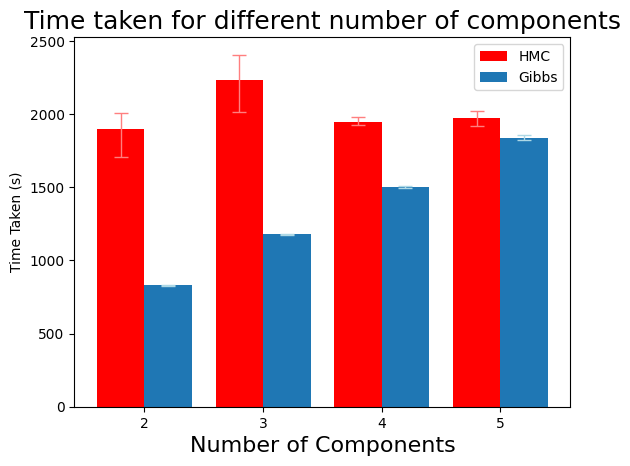 Time taken for different number of components
HMC
Gibbs
Time Taken (s)
2500
2000
1500
1000
500
0
2 3 4 5
Number of Components